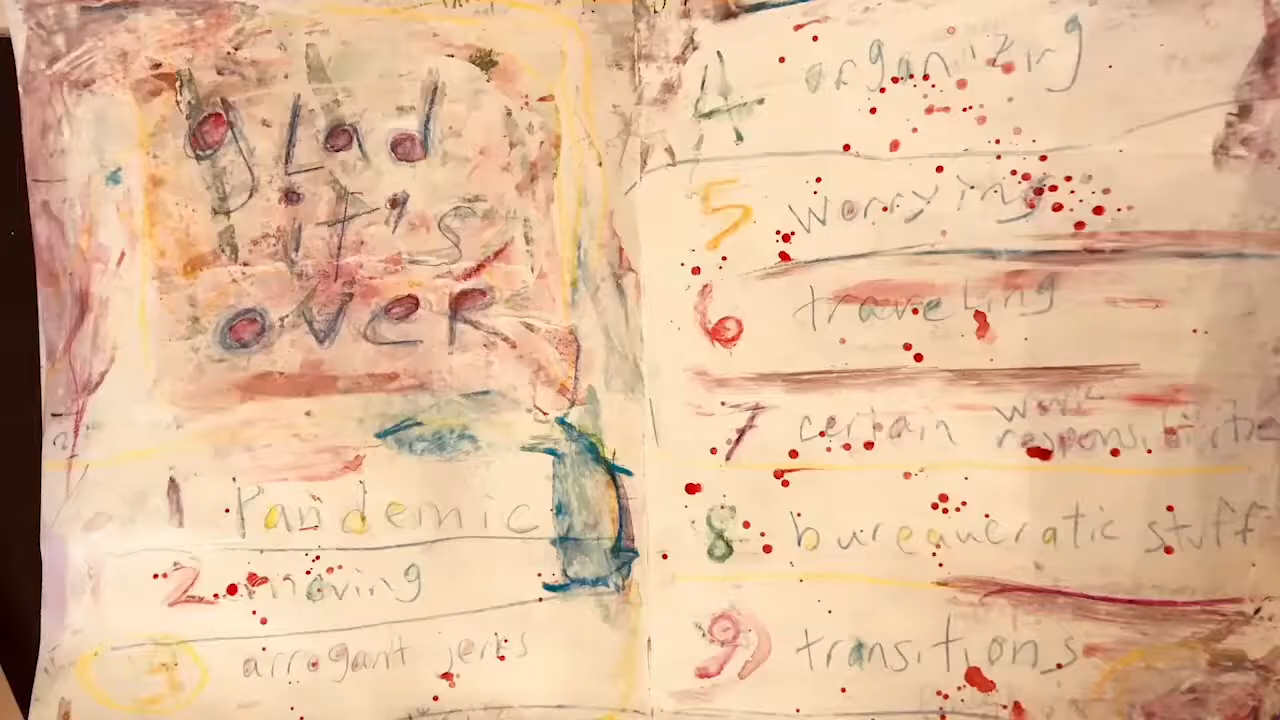 glad
it's
over
1 Pandemic
2 moving
3 arrogant jerks
4 organizing
5 worrying
6 traveling
7 certain work responsibilitie
8 bureaucratic stuff
9 transitions